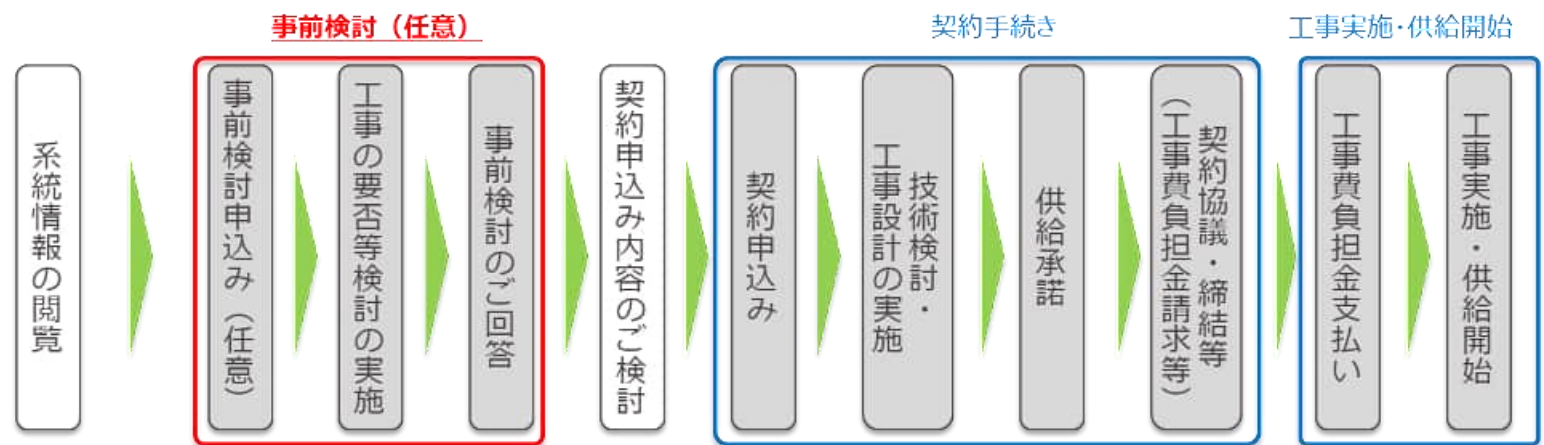 事前検討（任意）
契約手続き
工事実施・供給開始
系統情報の閲覧
事前検討申込み（任意）
工事の要否等検討の実施
事前検討のご回答
契約申込み内容のご検討
契約申込み
技術検討・
工事設計の実施
供給承諾
契約協議・締結等
（工事費負担金請求等）
工事費負担金支払い
工事実施・供給開始